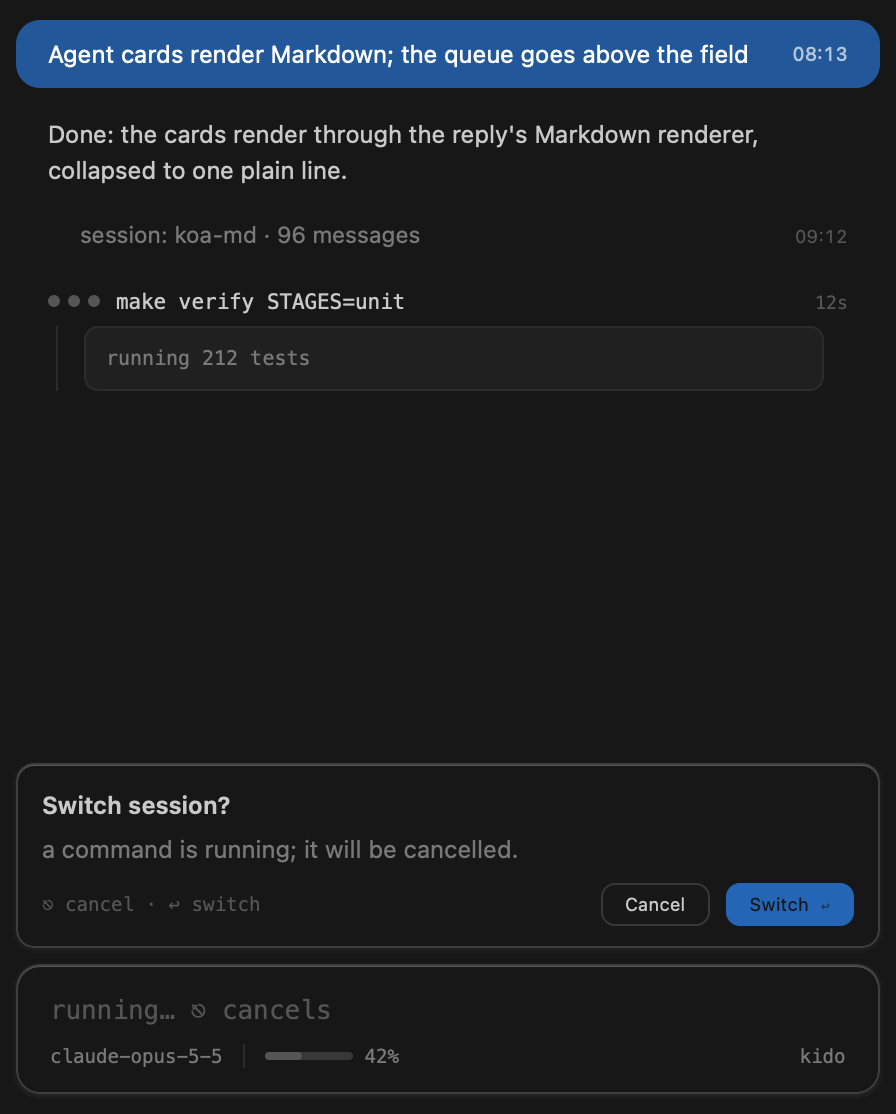 Agent cards render Markdown; the queue goes above the field 08:13
Done: the cards render through the reply's Markdown renderer,
collapsed to one plain line.
session: koa-md · 96 messages 09:12
make verify STAGES=unit 12s
running 212 tests
Switch session?
a command is running; it will be cancelled.
⎋ cancel · ↩ switch
Cancel
Switch ↩
running… ⎋ cancels
claude-opus-5-5 42% kido